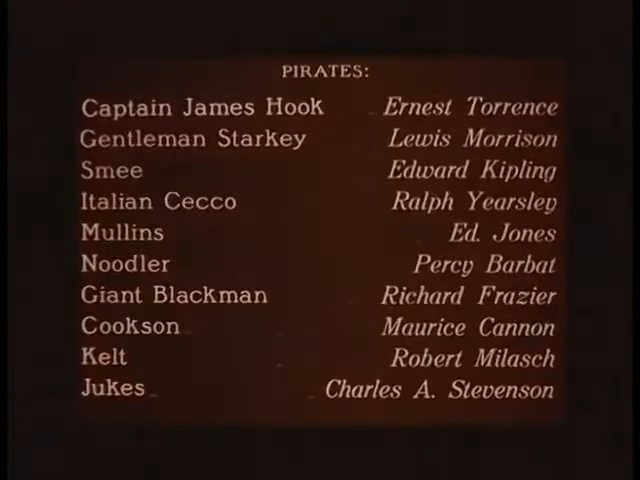 PIRATES:
Captain James Hook Ernest Torrence
Gentleman Starkey Lewis Morrison
Smee Edward Kipling
Italian Cecco Ralph Yearsley
Mullins Ed. Jones
Noodler Percy Barbat
Giant Blackman Richard Frazier
Cookson Maurice Cannon
Kelt Robert Milasch
Jukes Charles A. Stevenson